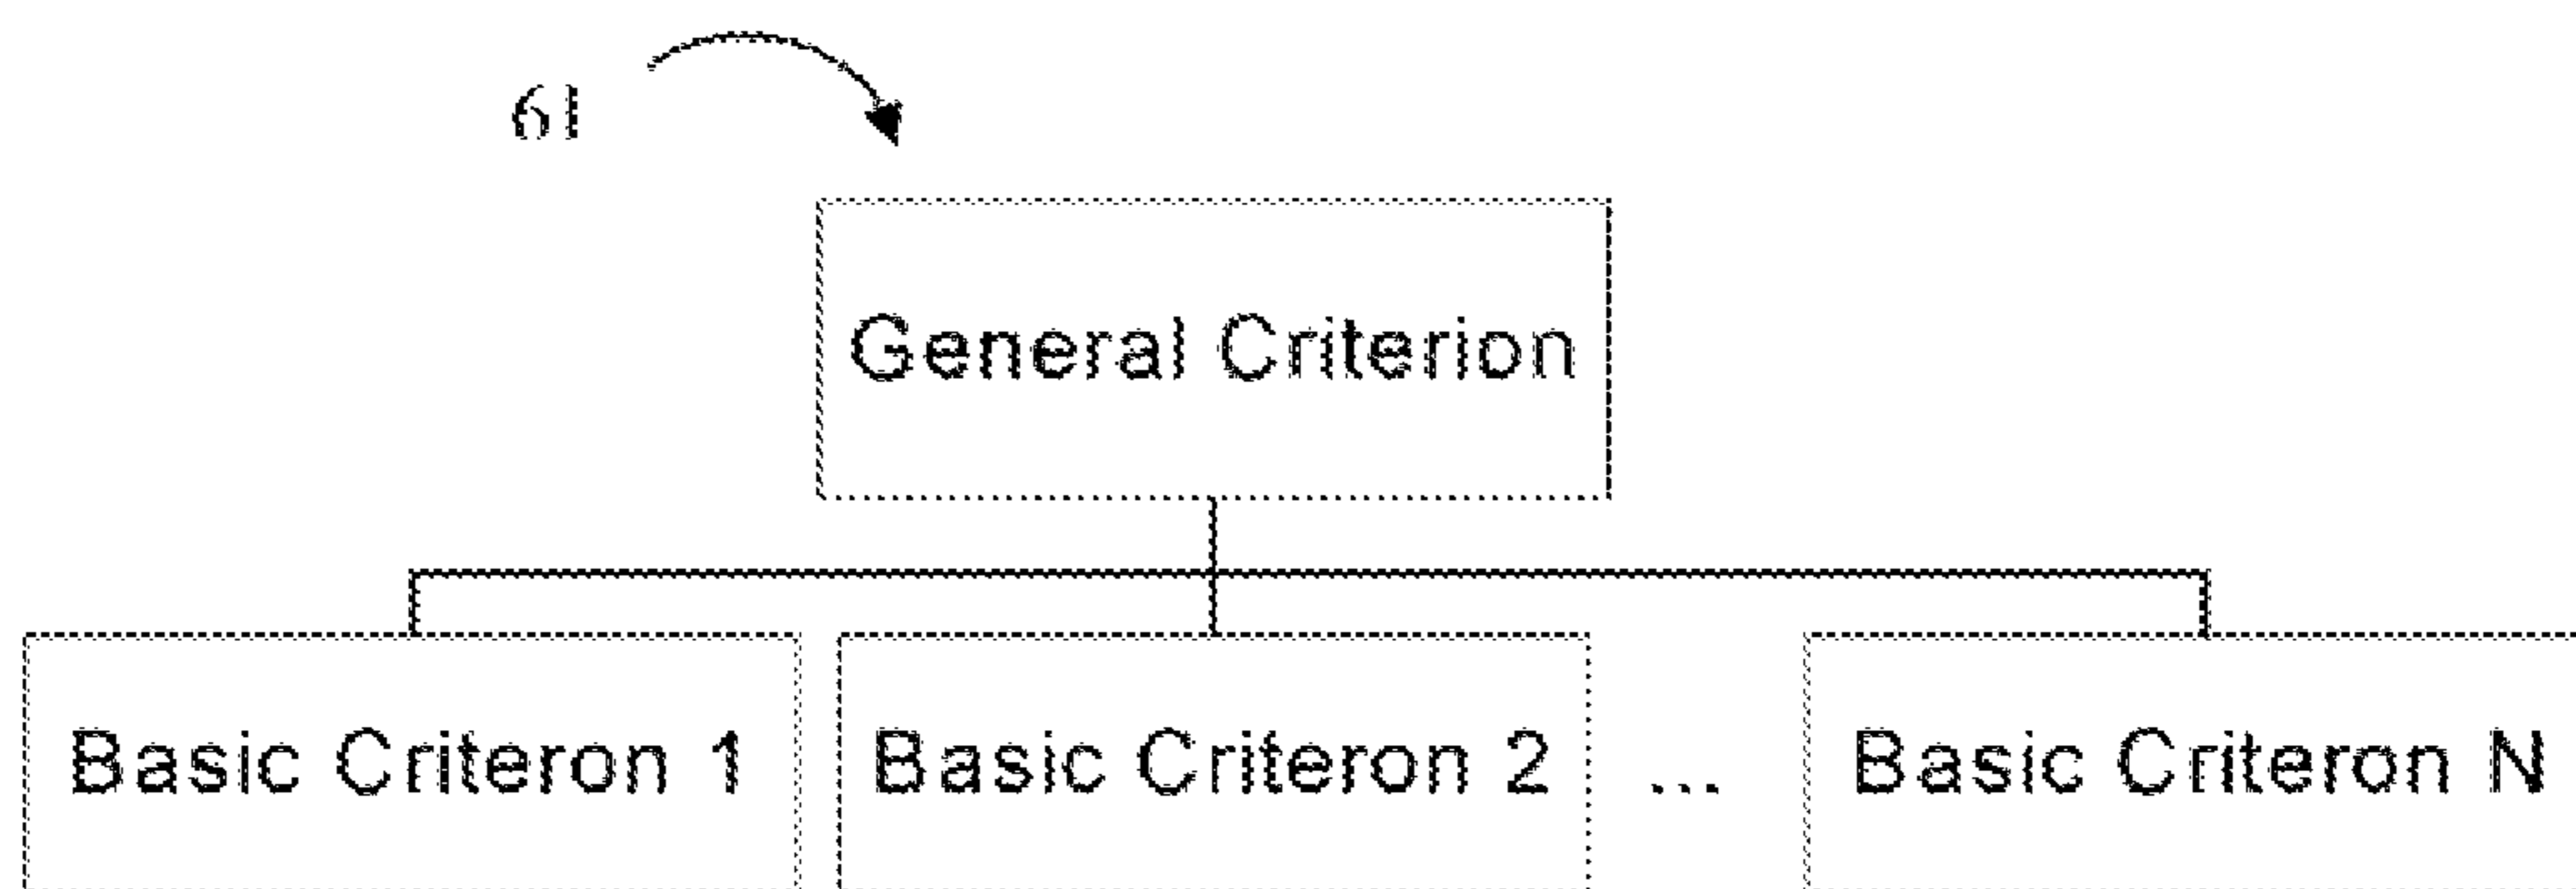 61
General Criterion
Basic Criteron 1
Basic Criteron 2
...
Basic Criteron N